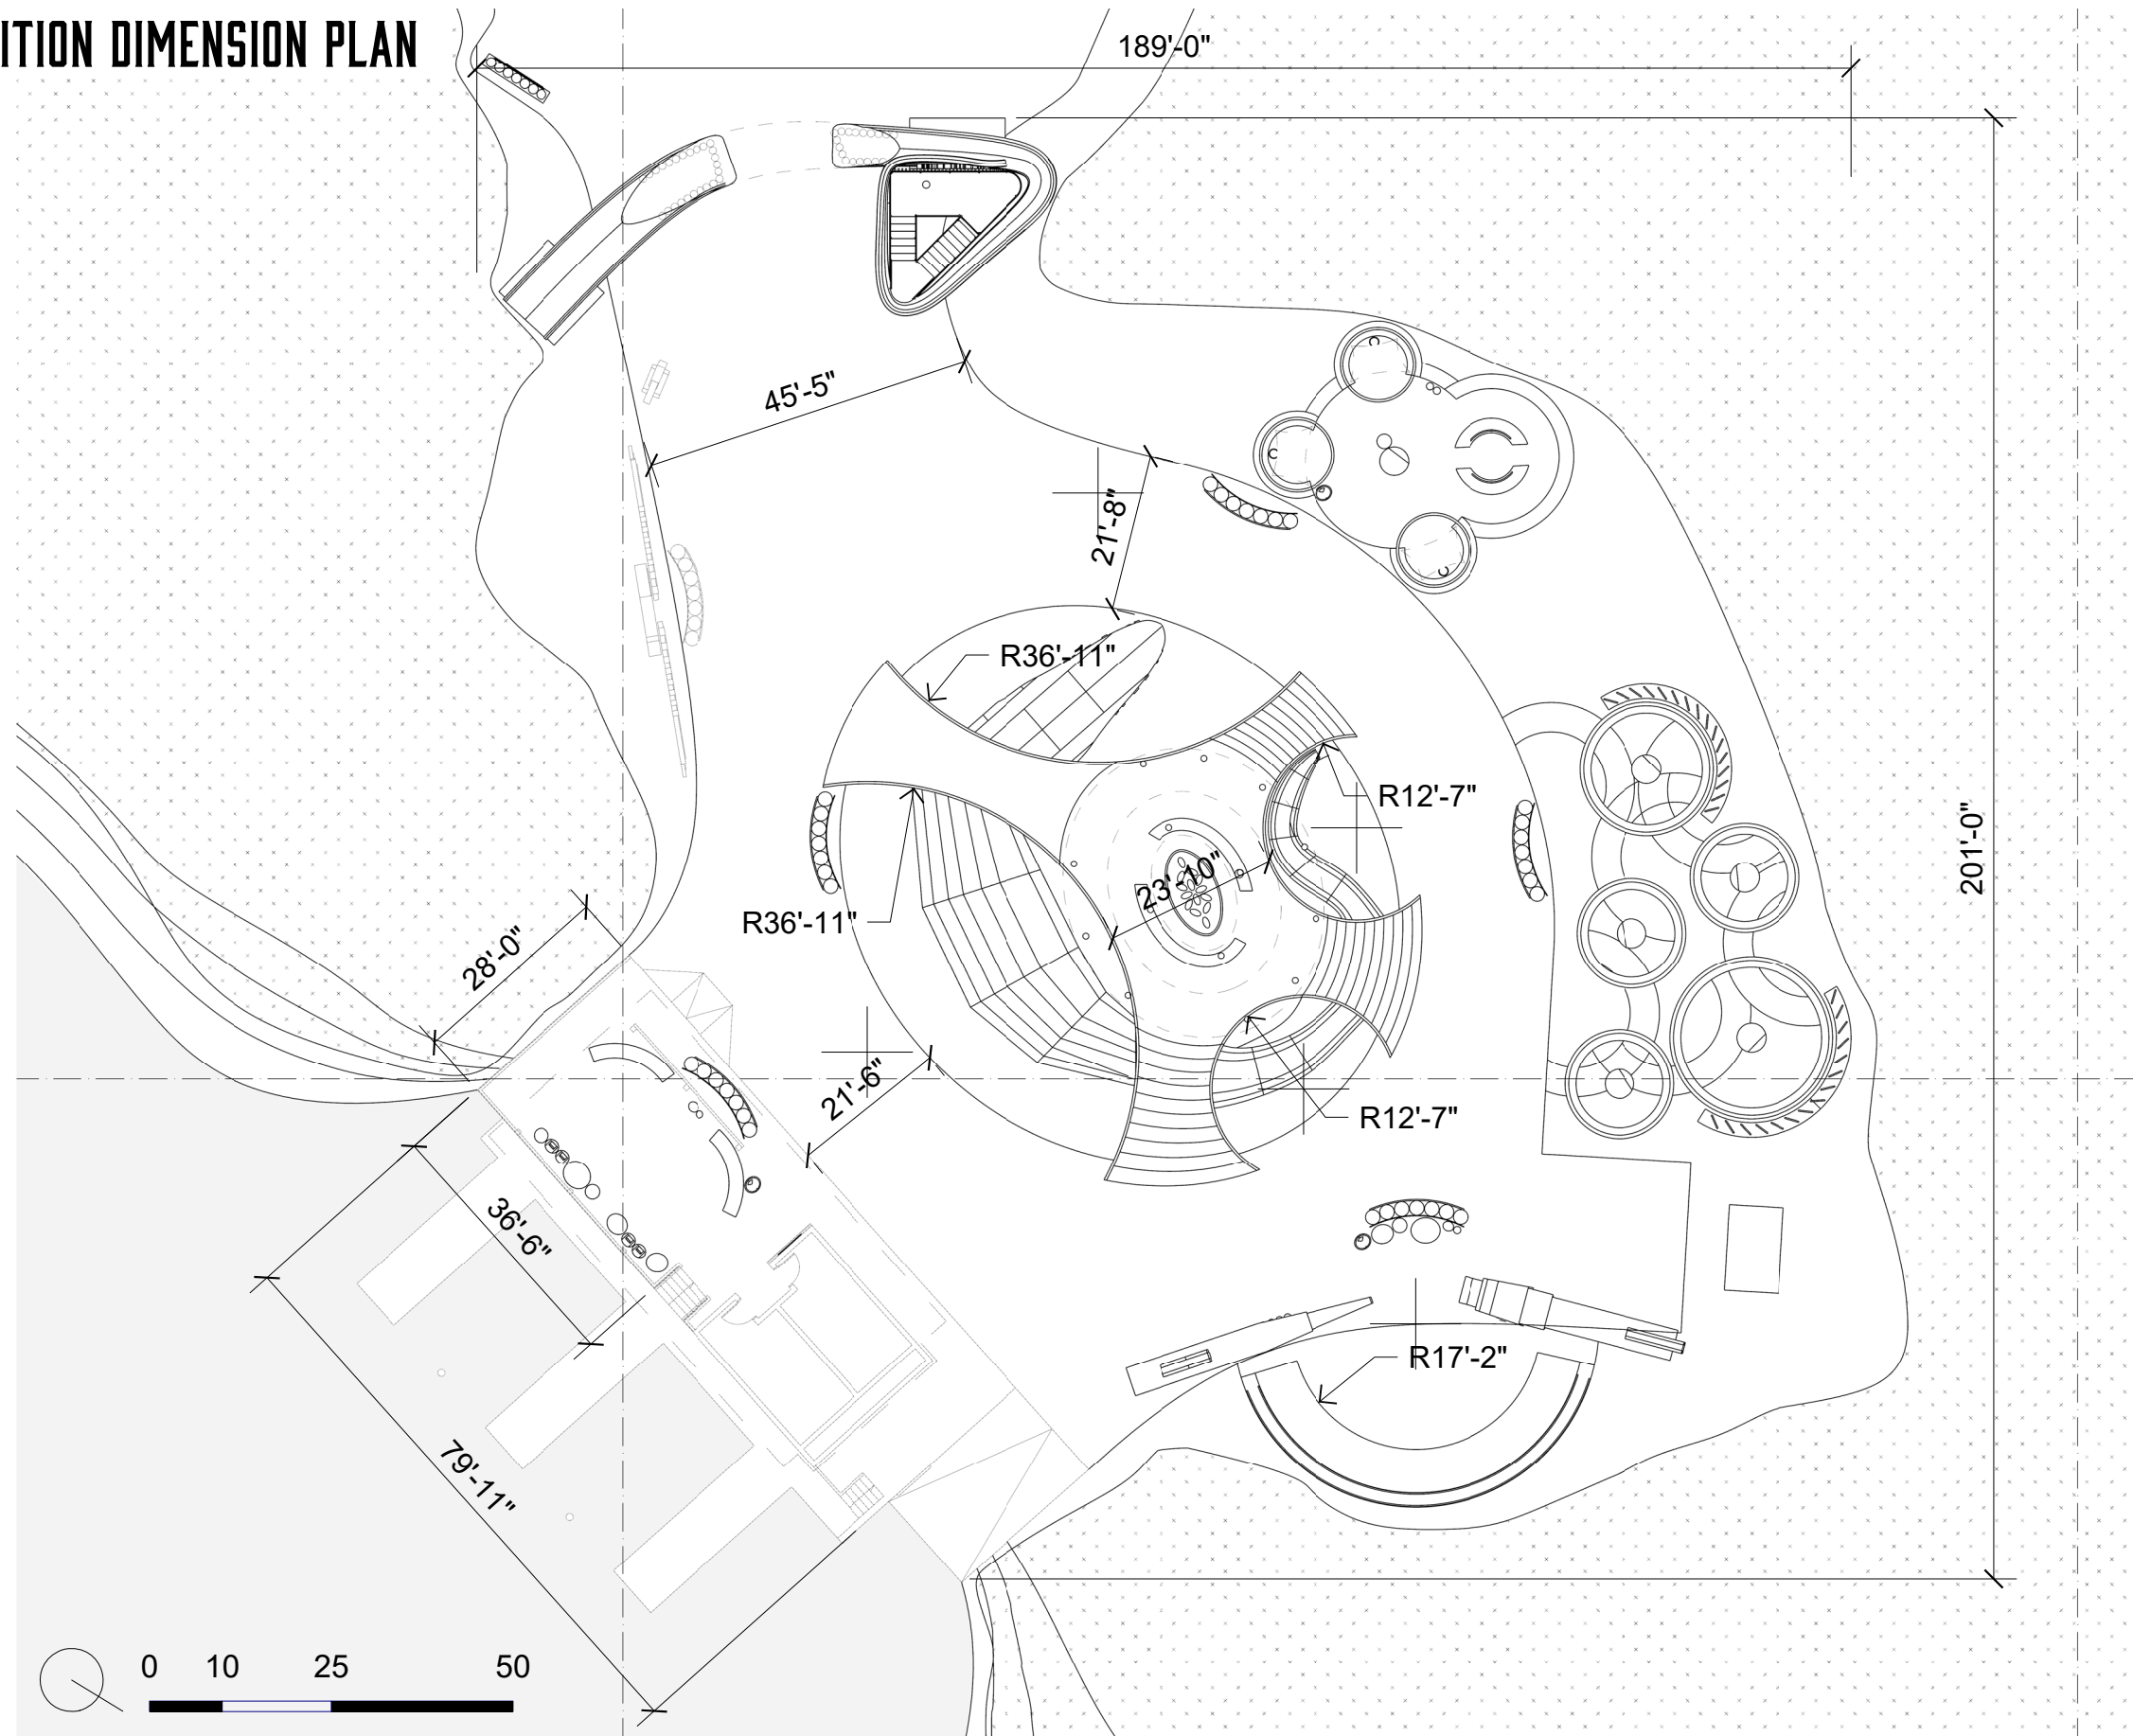 ITION DIMENSION PLAN
189'-0"
45'-5"
21'-8"
R36'-11"
R12'-7"
201'-0"
23'-10"
R36'-11"
28'-0"
21'-6"
R12'-7"
36'-6"
R17'-2"
79'-11"
0 10 25 50